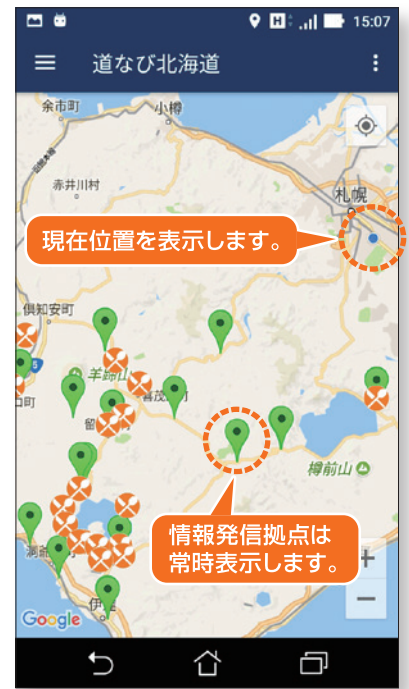 15:07
道なび北海道
余市町
小樽
赤井川村
札幌
現在位置を表示します。
倶知安町
5
羊蹄山
喜茂
留
樽前山
情報発信拠点は
常時表示します。
+
伊
−
Google